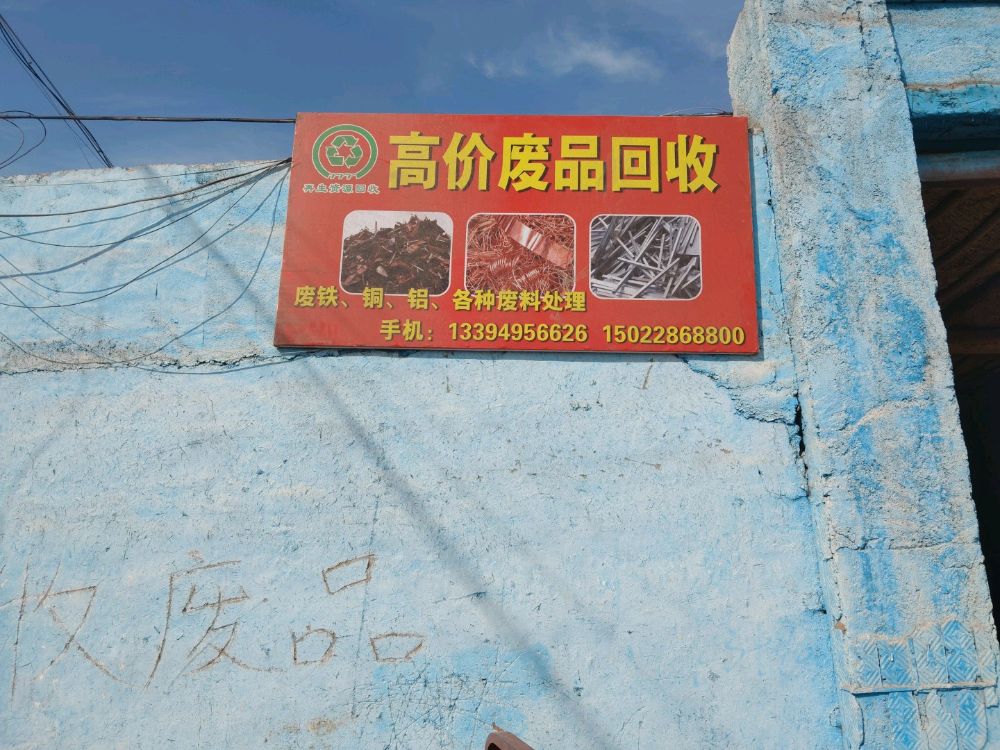 高价废品回收
再生资源回收
废铁、铜、铝、各种废料处理
手机：13394956626 15022868800
收废品